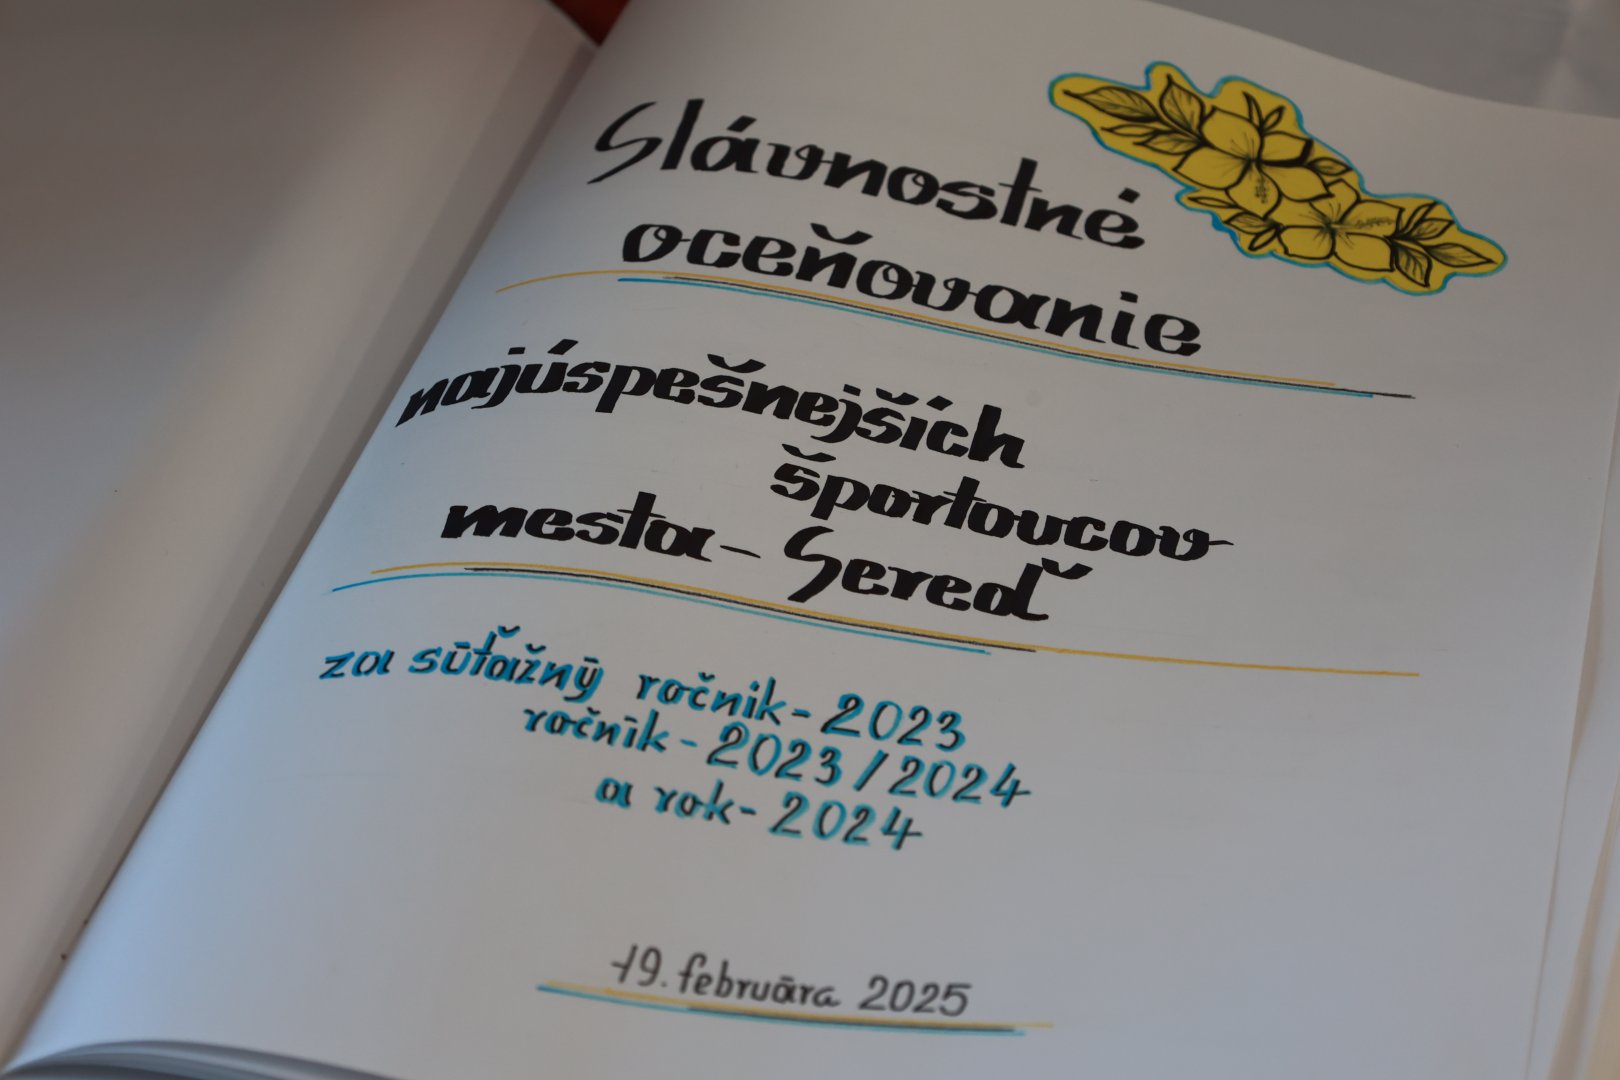 Slávnostné
oceňovanie
najúspešnejších
športovcov
mesta - Sereď
za súťažný ročník - 2023
ročník - 2023/2024
a rok - 2024
19. februára 2025